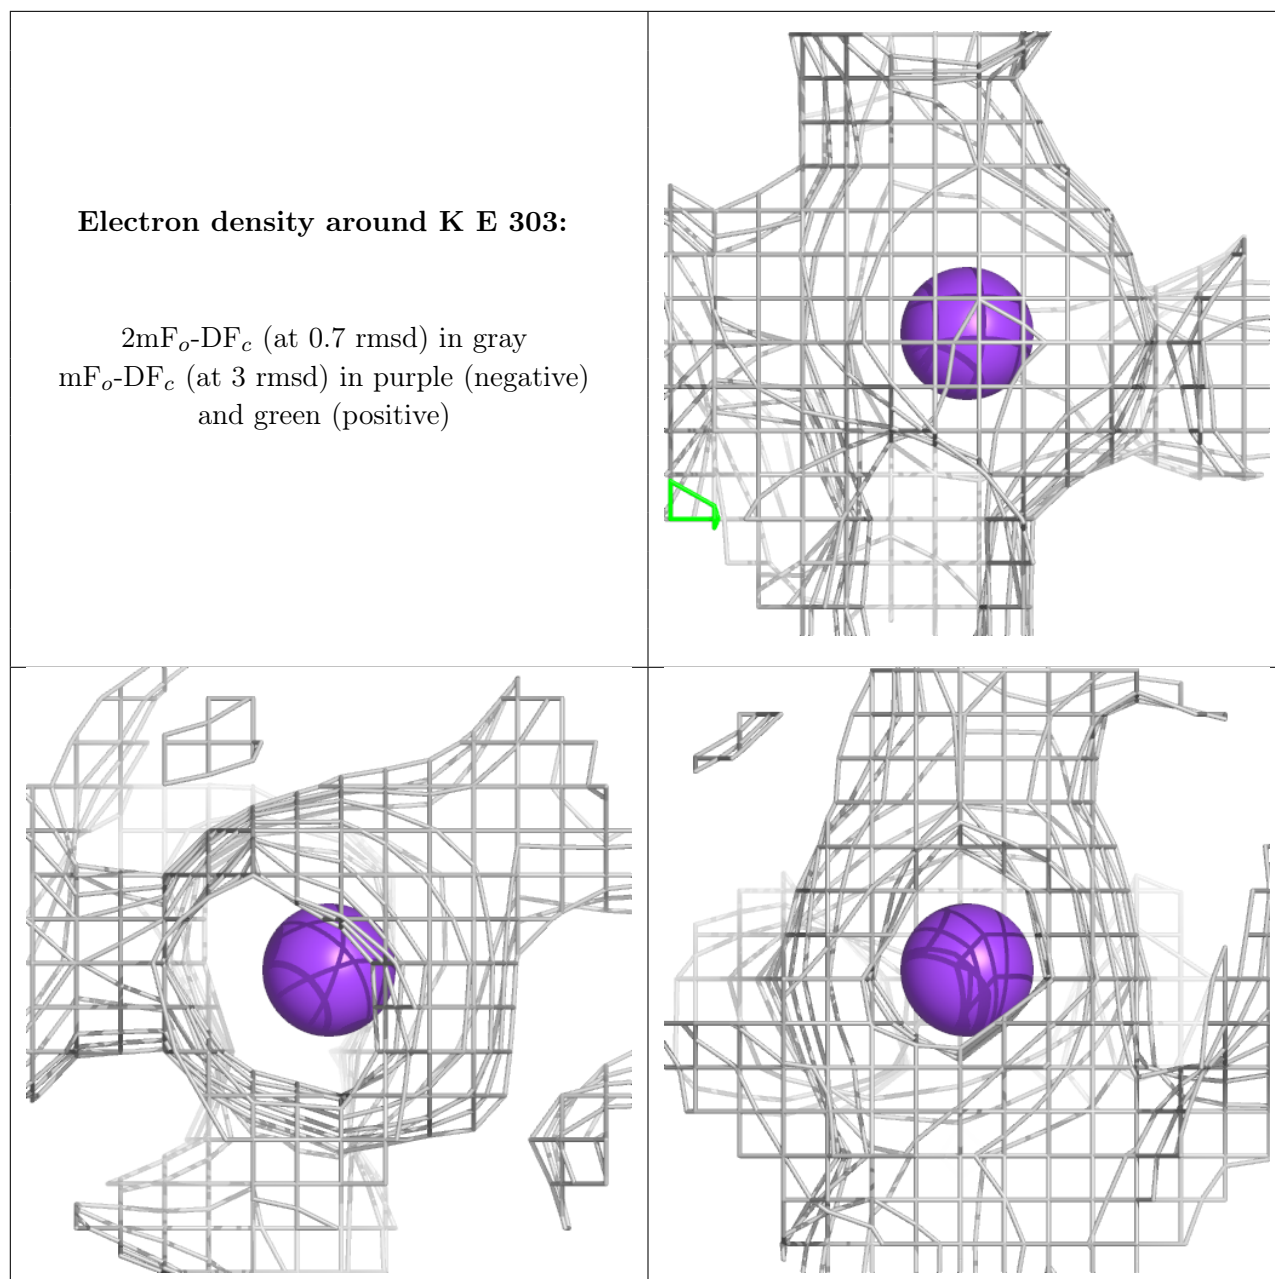 Electron density around K E 303:
2mFo-DFc (at 0.7 rmsd) in gray
mFo-DFc (at 3 rmsd) in purple (negative)
and green (positive)